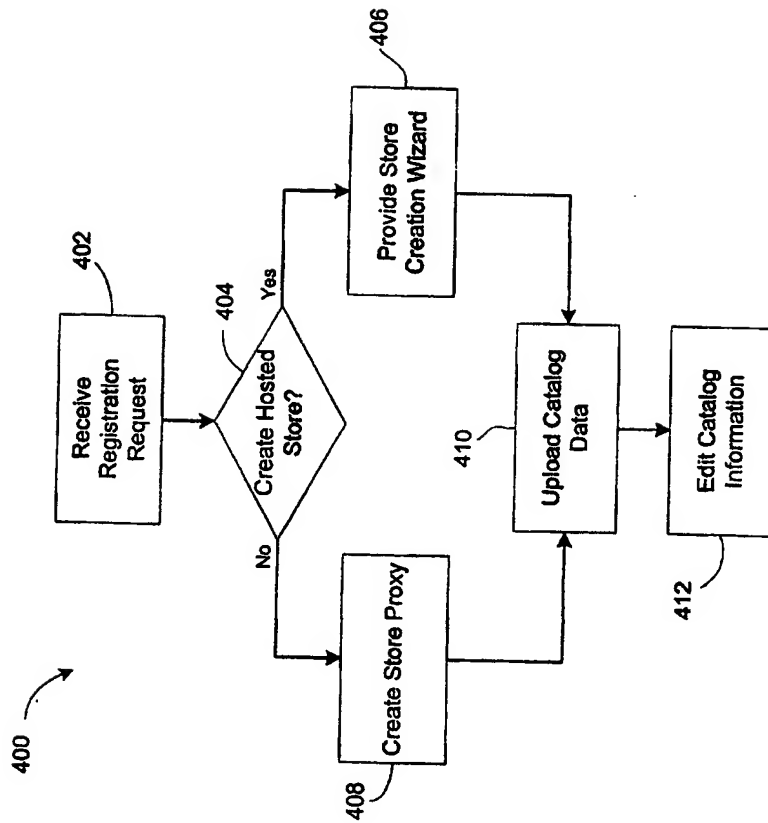 400
402
Receive
Registration
Request
404
Create Hosted
Store?
No
Yes
406
Provide Store
Creation Wizard
408
Create Store Proxy
410
Upload Catalog
Data
412
Edit Catalog
Information